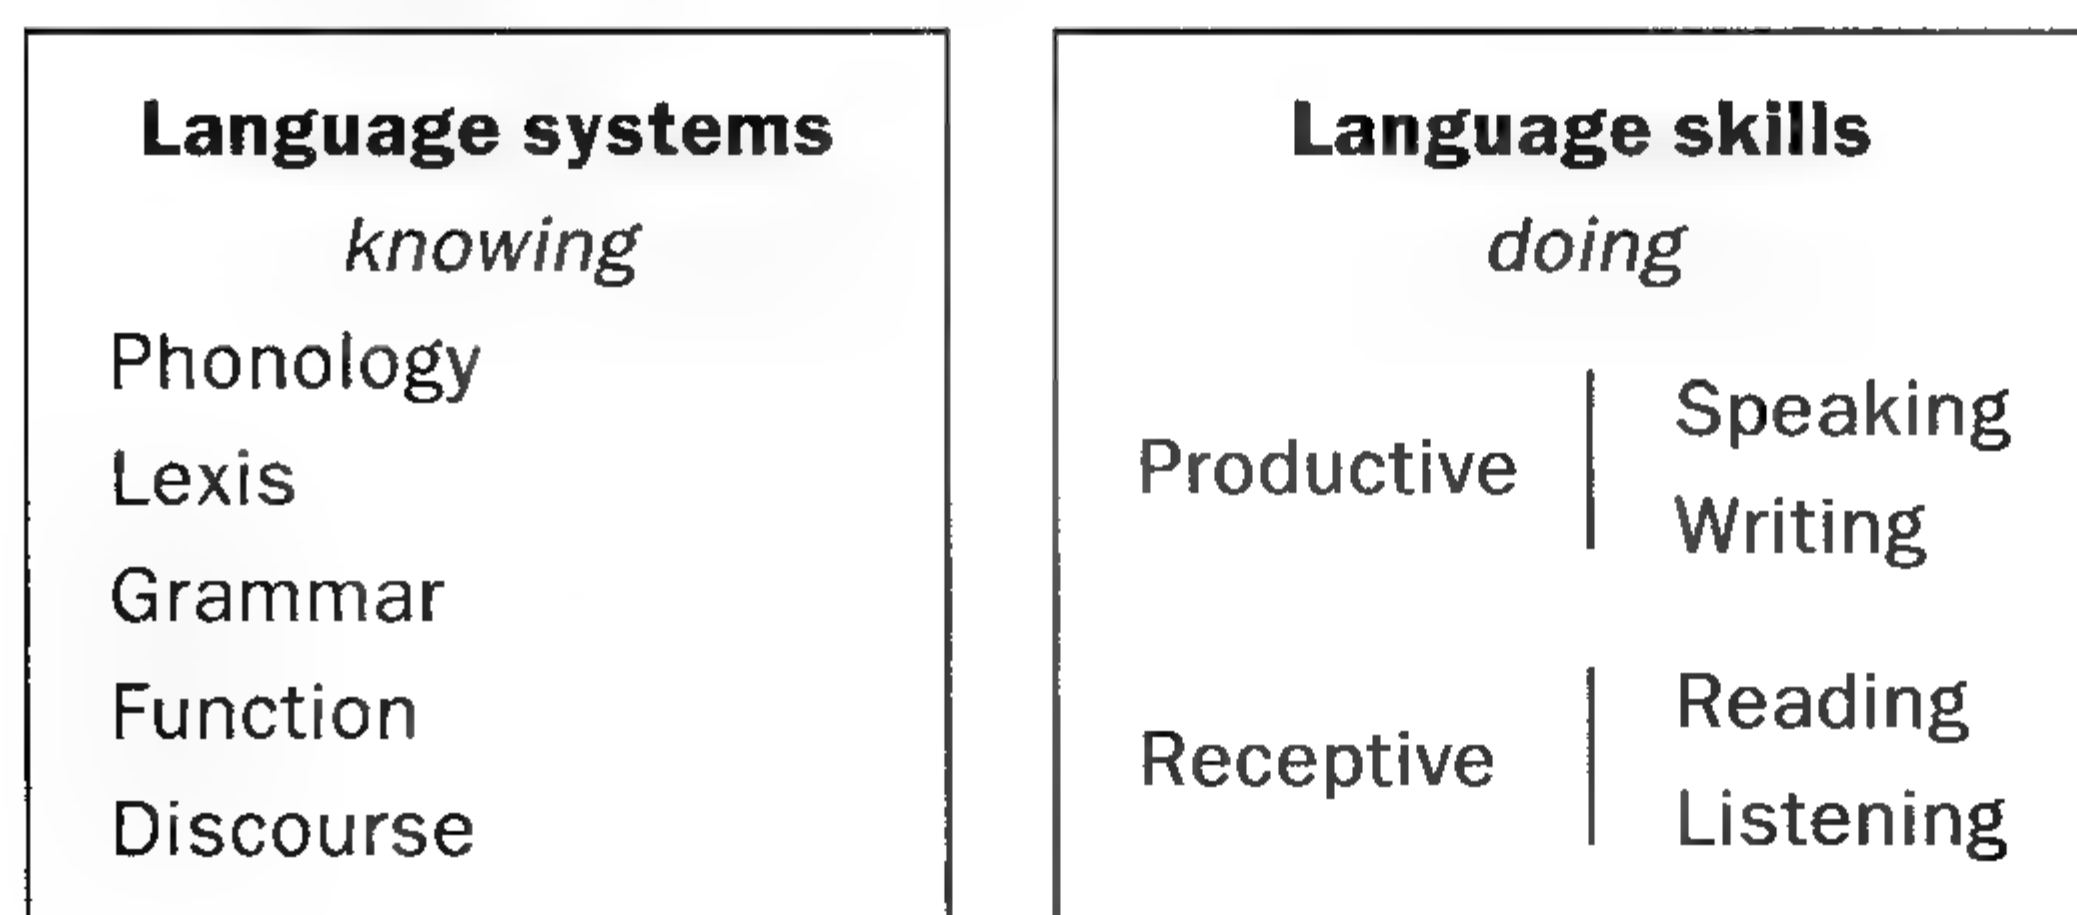 Language systems
knowing
Phonology
Lexis
Grammar
Function
Discourse
Language skills
doing
Productive
Speaking
Writing
Receptive
Reading
Listening